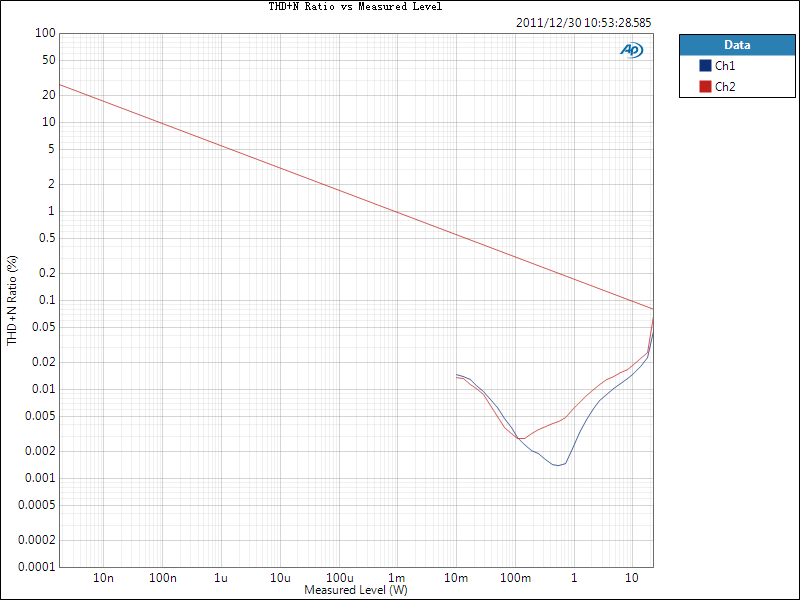 THD+N Ratio vs Measured Level
2011/12/30 10:53:28.585
AP
Data
Ch1
Ch2
THD+N Ratio (%)
100
50
20
10
5
2
1
0.5
0.2
0.1
0.05
0.02
0.01
0.005
0.002
0.001
0.0005
0.0002
0.0001
10n 100n 1u 10u 100u 1m 10m 100m 1 10
Measured Level (W)